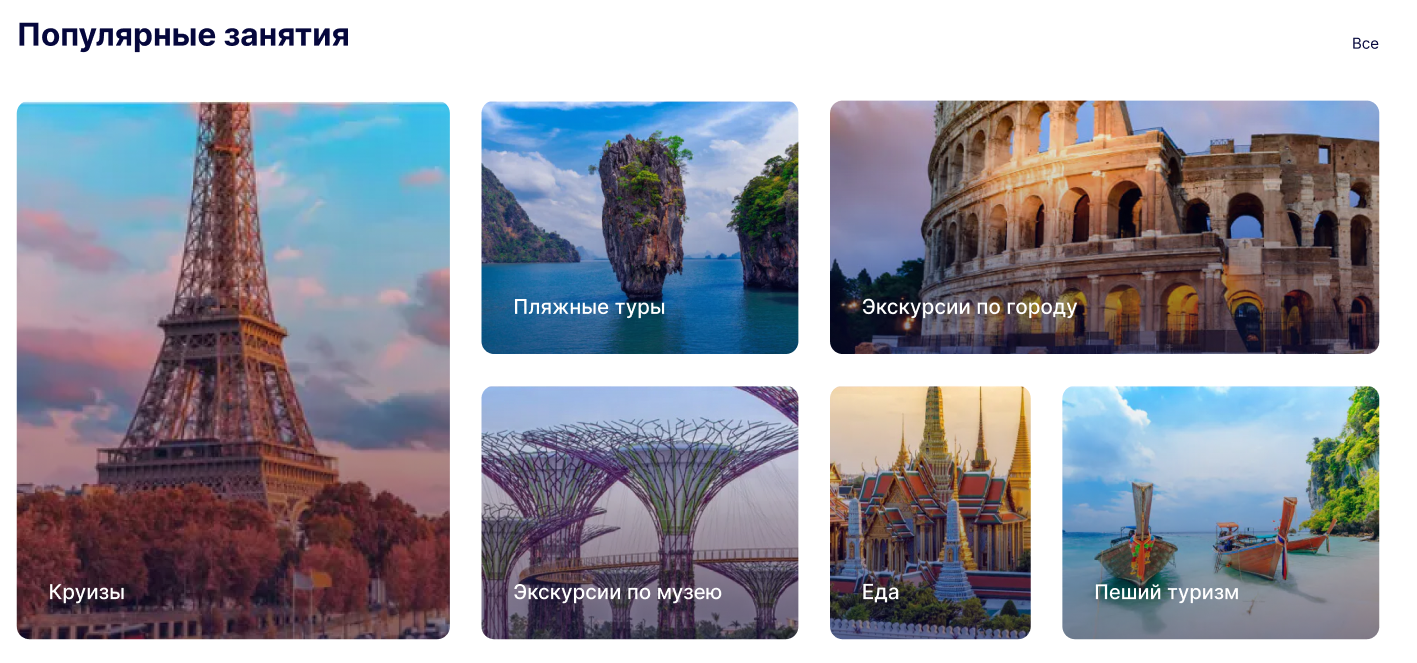 Популярные занятия
Все
Круизы
Пляжные туры
Экскурсии по городу
Экскурсии по музею
Еда
Пеший туризм